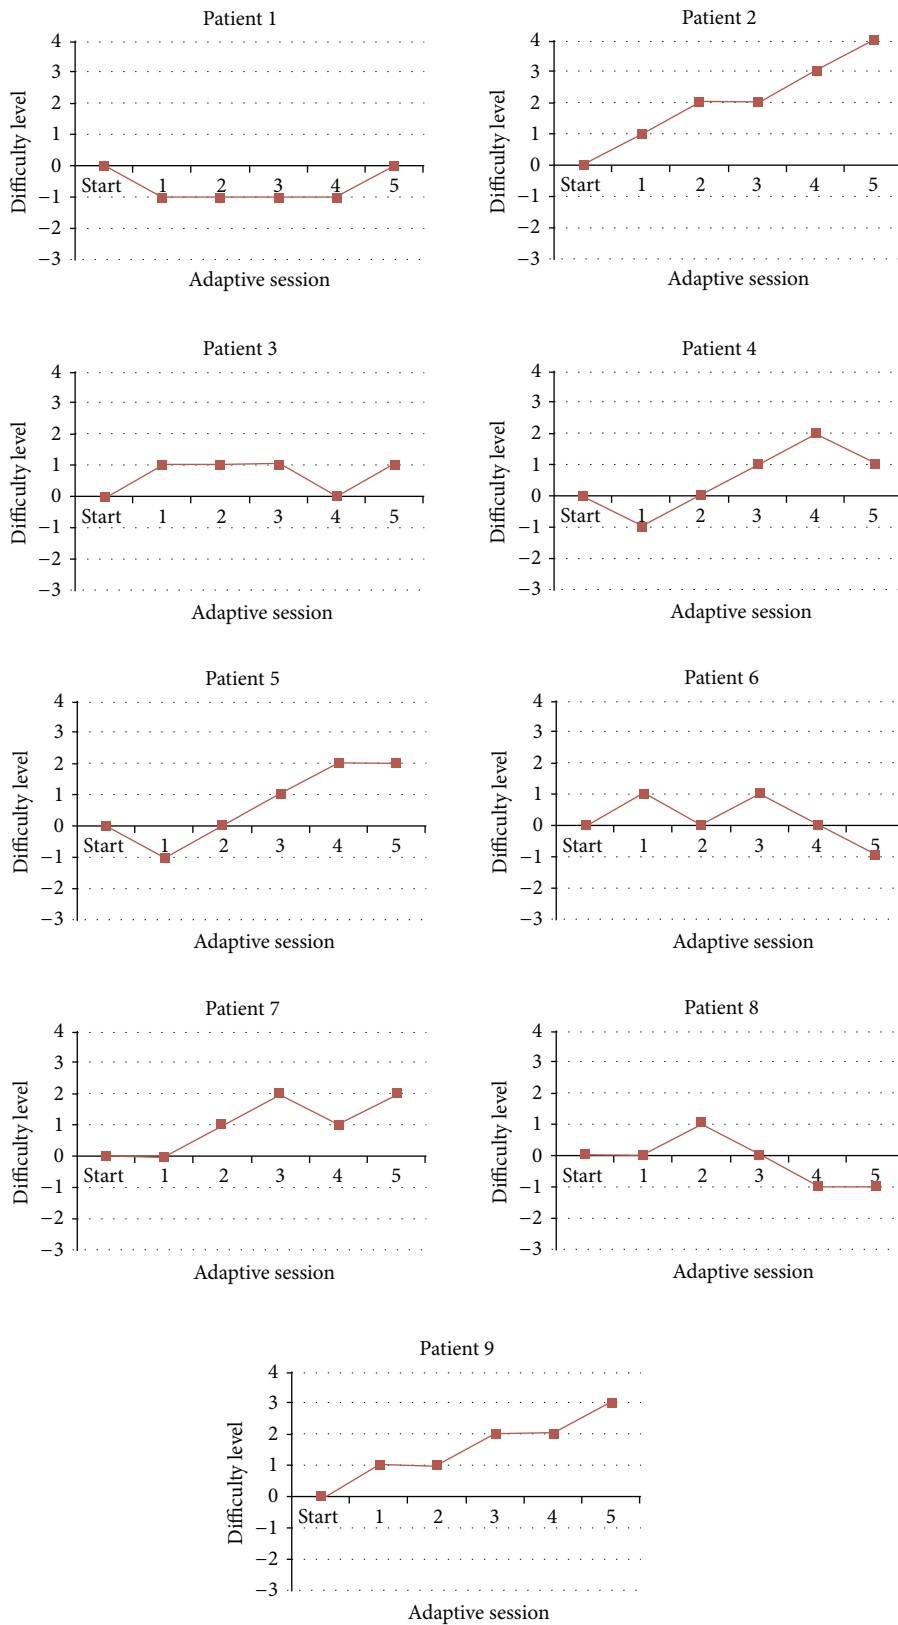 Patient 1
4
3
2
1
0
−1
−2
−3
Difficulty level
Start 1 2 3 4 5
Adaptive session
Patient 2
4
3
2
1
0
−1
−2
−3
Difficulty level
Start 1 2 3 4 5
Adaptive session
Patient 3
4
3
2
1
0
−1
−2
−3
Difficulty level
Start 1 2 3 4 5
Adaptive session
Patient 4
4
3
2
1
0
−1
−2
−3
Difficulty level
Start 1 2 3 4 5
Adaptive session
Patient 5
4
3
2
1
0
−1
−2
−3
Difficulty level
Start 1 2 3 4 5
Adaptive session
Patient 6
4
3
2
1
0
−1
−2
−3
Difficulty level
Start 1 2 3 4 5
Adaptive session
Patient 7
4
3
2
1
0
−1
−2
−3
Difficulty level
Start 1 2 3 4 5
Adaptive session
Patient 8
4
3
2
1
0
−1
−2
−3
Difficulty level
Start 1 2 3 4 5
Adaptive session
Patient 9
4
3
2
1
0
−1
−2
−3
Difficulty level
Start 1 2 3 4 5
Adaptive session